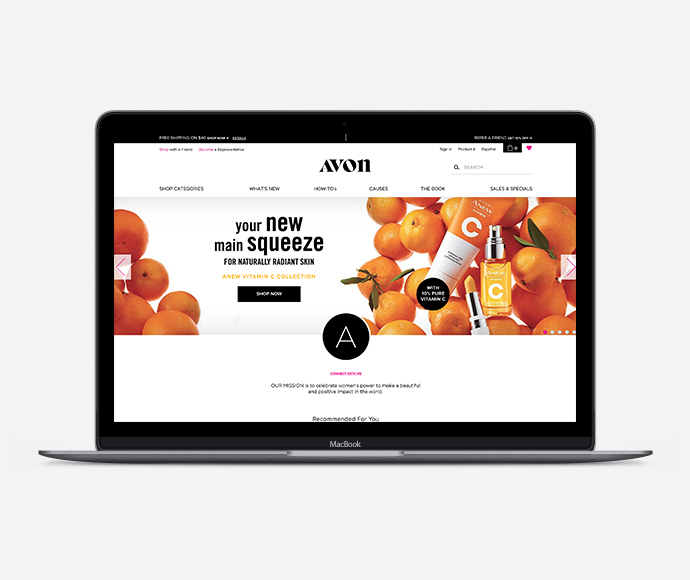 FREE SHIPPING ON $40 SHOP NOW > DETAILS
REFER A FRIEND GET 10% OFF >
Shop with a Friend Become a Representative
Sign in Product # Español 0
AVON
SEARCH
SHOP CATEGORIES WHAT'S NEW HOW-TO's CAUSES THE BOOK SALES & SPECIALS
your new
main squeeze
FOR NATURALLY RADIANT SKIN
ANEW VITAMIN C COLLECTION
SHOP NOW
ANEW
C
ANEW
C
WITH
10% PURE
VITAMIN C
A
CONNECT WITH ME
OUR MISSION is to celebrate women's power to make a beautiful
and positive impact in the world.
Recommended For You
MacBook